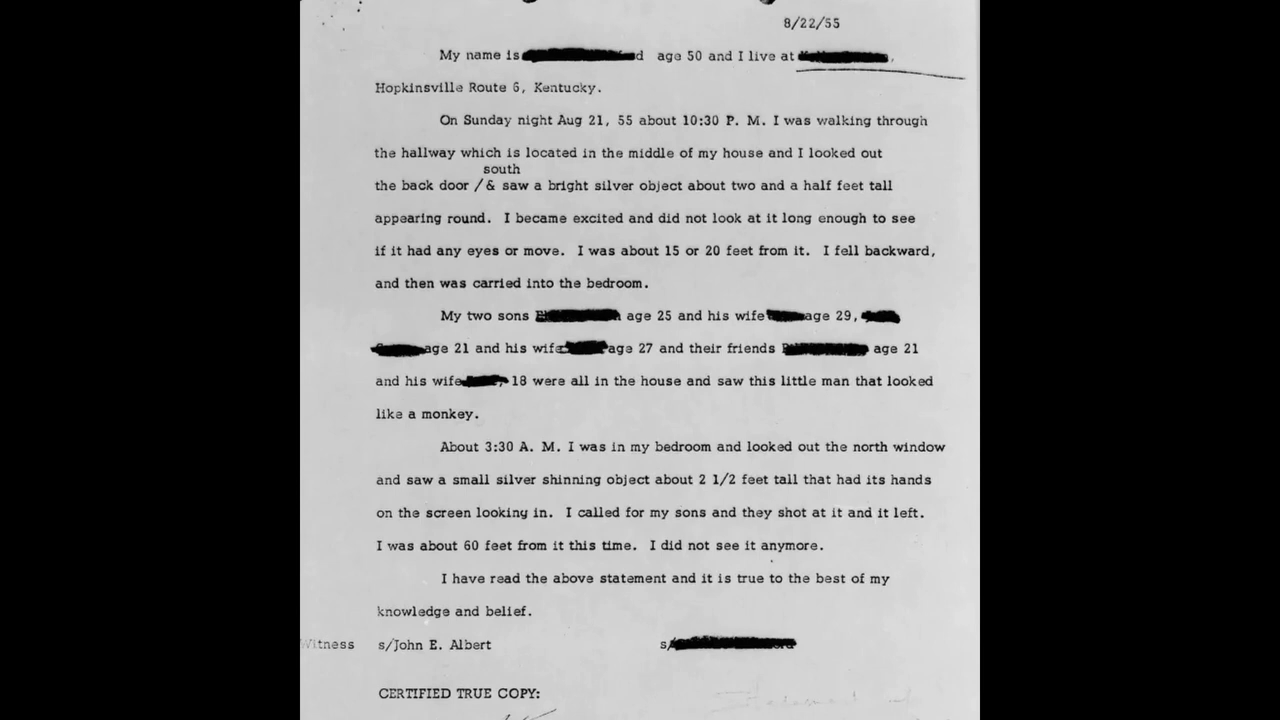 8/22/55
My name is d age 50 and I live at
Hopkinsville Route 6, Kentucky.
On Sunday night Aug 21, 55 about 10:30 P. M. I was walking through
the hallway which is located in the middle of my house and I looked out
south
the back door /& saw a bright silver object about two and a half feet tall
appearing round. I became excited and did not look at it long enough to see
if it had any eyes or move. I was about 15 or 20 feet from it. I fell backward,
and then was carried into the bedroom.
My two sons age 25 and his wife age 29,
age 21 and his wife age 27 and their friends age 21
and his wife 18 were all in the house and saw this little man that looked
like a monkey.
About 3:30 A. M. I was in my bedroom and looked out the north window
and saw a small silver shinning object about 2 1/2 feet tall that had its hands
on the screen looking in. I called for my sons and they shot at it and it left.
I was about 60 feet from it this time. I did not see it anymore.
I have read the above statement and it is true to the best of my
knowledge and belief.
Witness s/John E. Albert s/
CERTIFIED TRUE COPY: